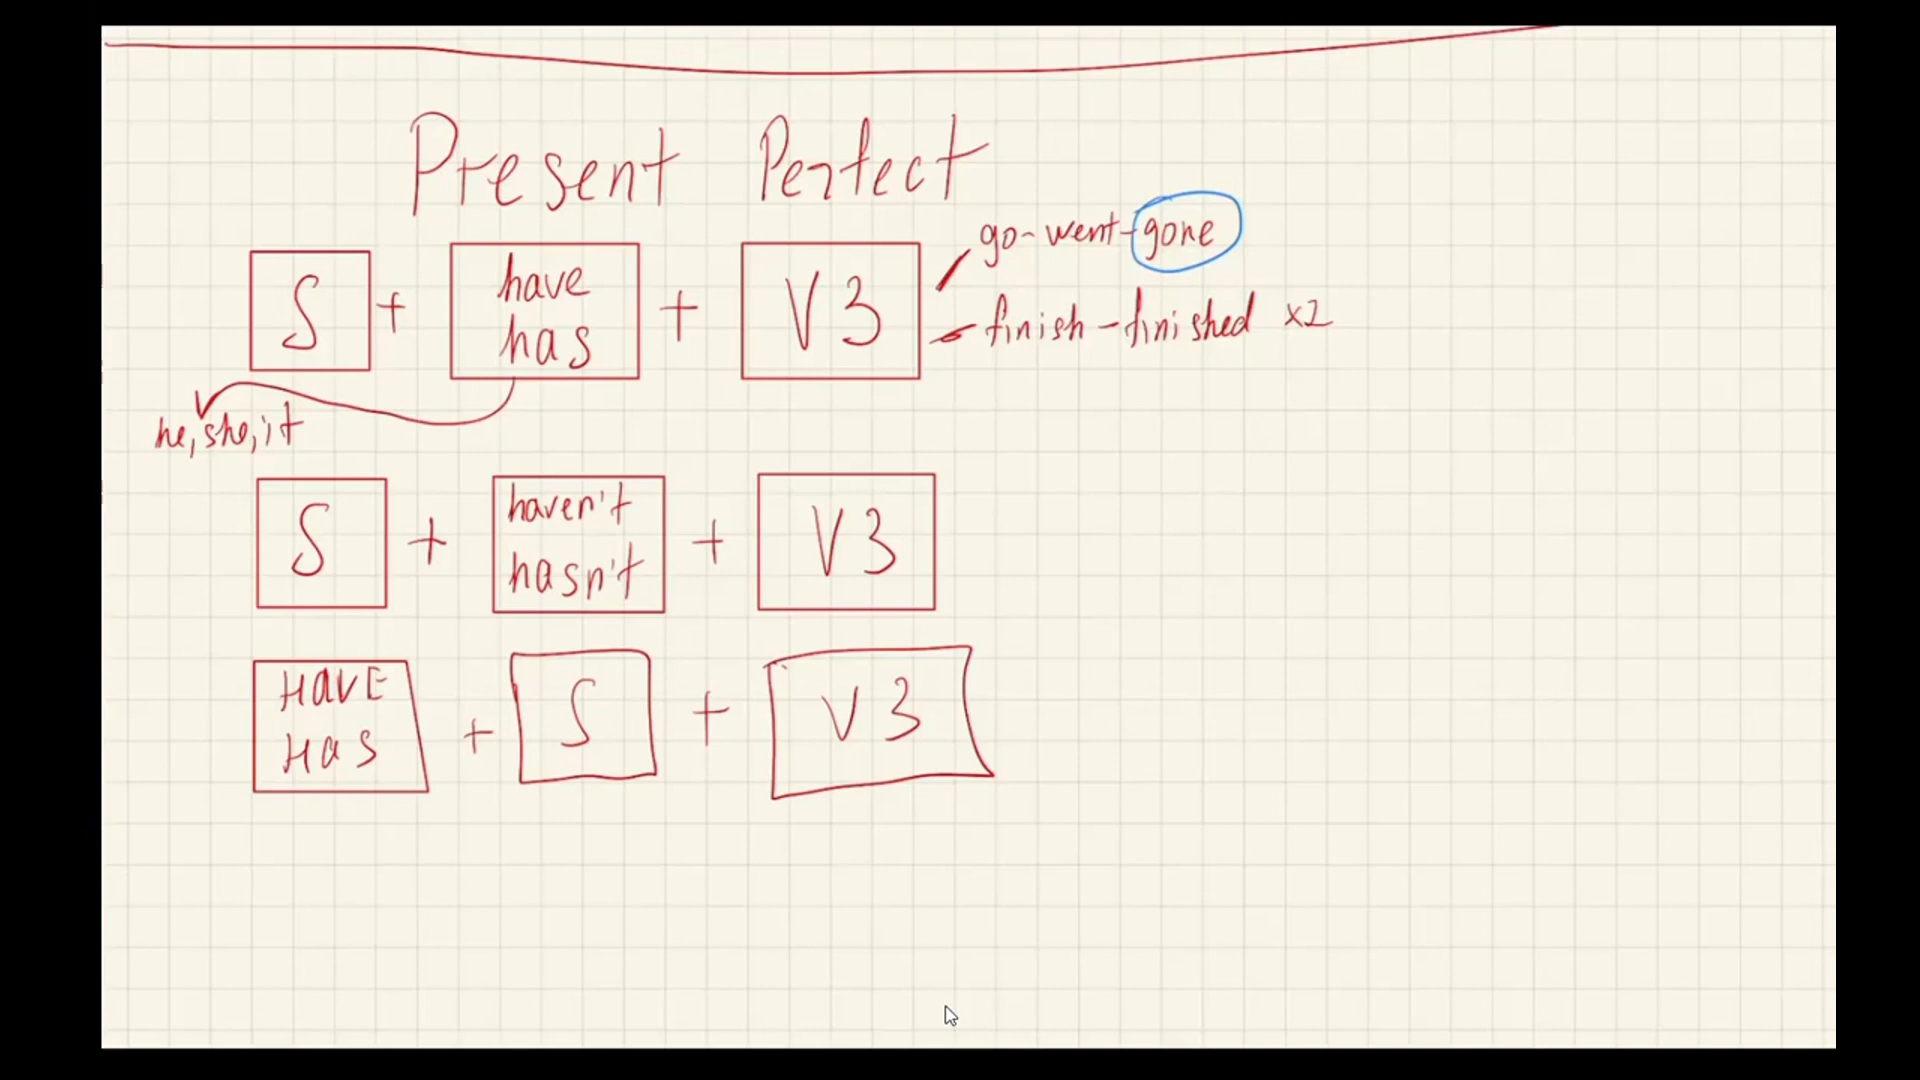 Present Perfect
go - went - gone
S + have has + V3
finish - finished x2
he, she, it
S + haven't hasn't + V3
HAVE HAS + S + V3